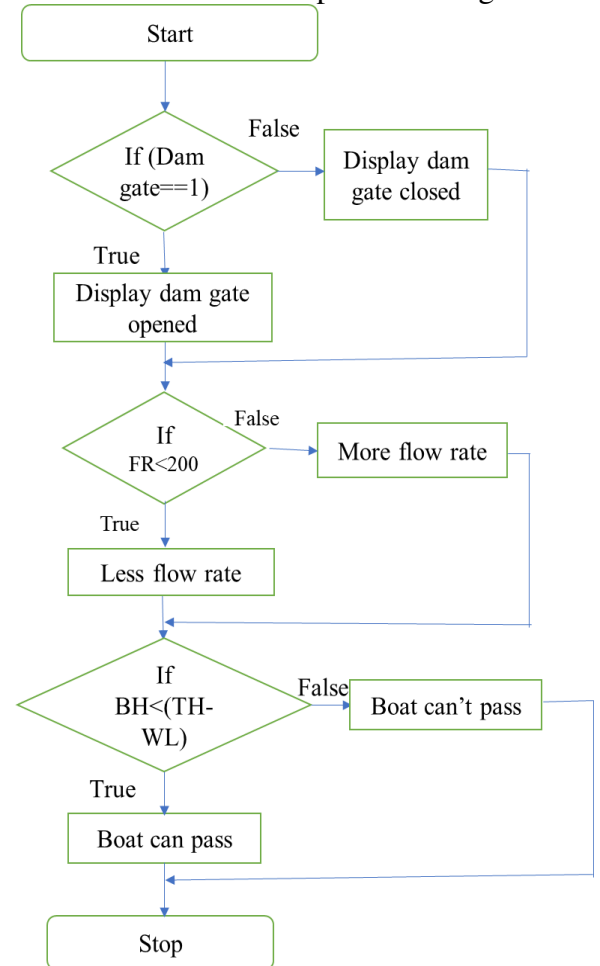 Start
False
If (Dam
gate==1)
Display dam
gate closed
True
Display dam gate
opened
False
If
FR<200
More flow rate
True
Less flow rate
If
BH<(TH-
WL)
False
Boat can’t pass
True
Boat can pass
Stop